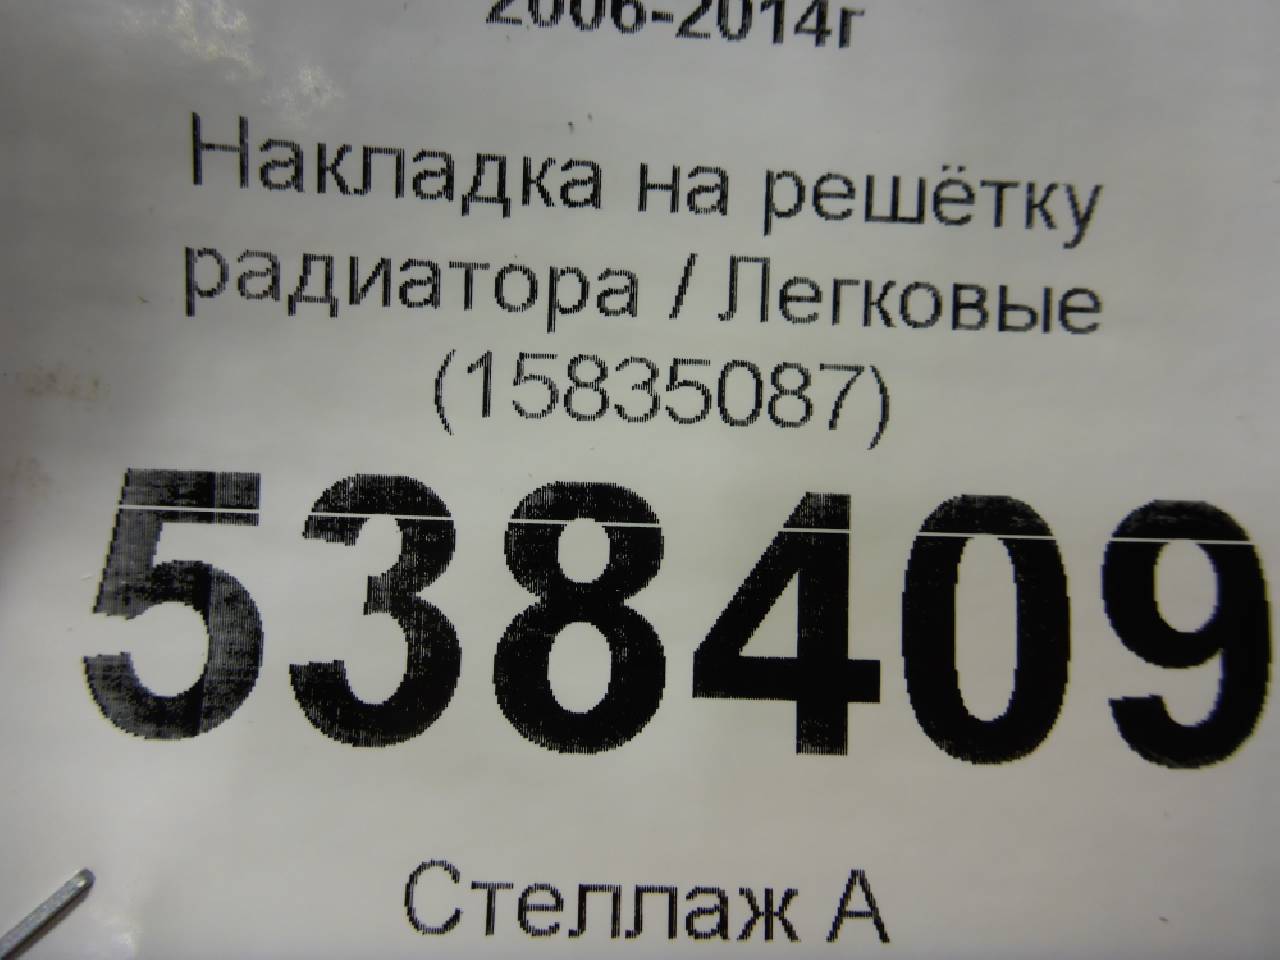 2006-2014г
Накладка на решётку
радиатора / Легковые
(15835087)
538409
Стеллаж А